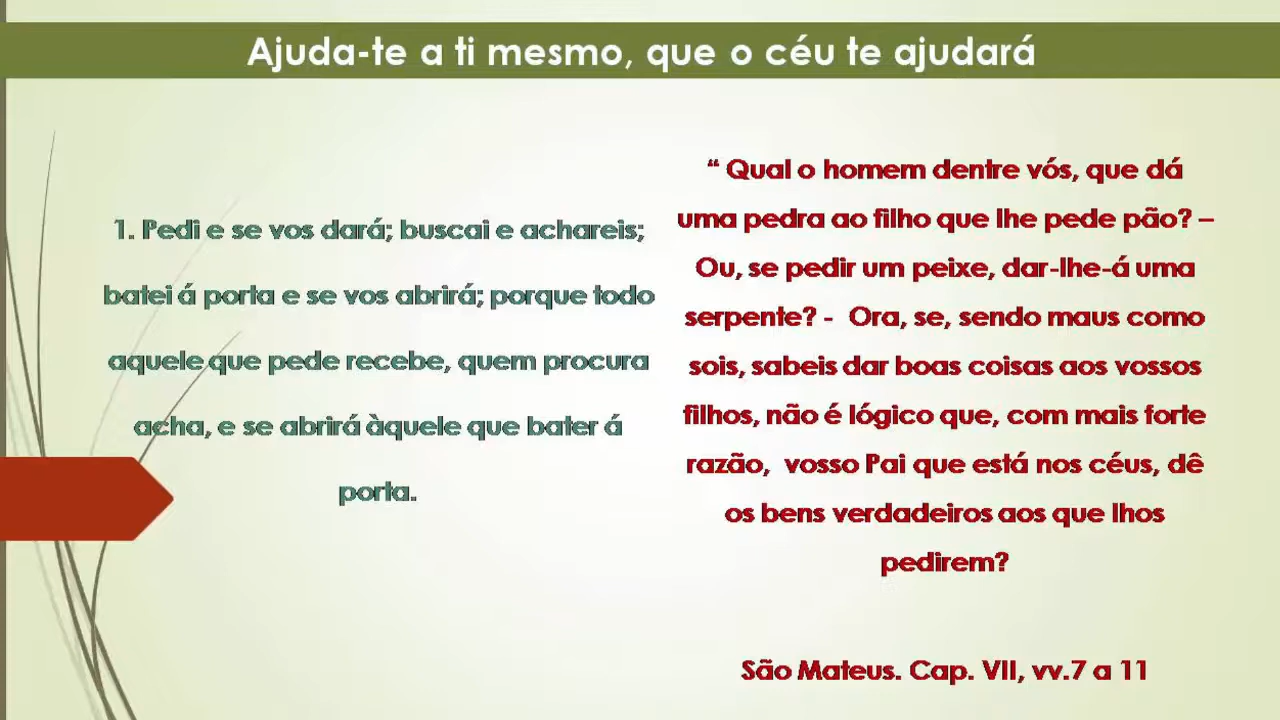 Ajuda-te a ti mesmo, que o céu te ajudará
1. Pedi e se vos dará; buscai e achareis;
batei á porta e se vos abrirá; porque todo
aquele que pede recebe, quem procura
acha, e se abrirá àquele que bater á
porta.
“ Qual o homem dentre vós, que dá
uma pedra ao filho que lhe pede pão? –
Ou, se pedir um peixe, dar-lhe-á uma
serpente? - Ora, se, sendo maus como
sois, sabeis dar boas coisas aos vossos
filhos, não é lógico que, com mais forte
razão, vosso Pai que está nos céus, dê
os bens verdadeiros aos que lhos
pedirem?
São Mateus. Cap. VII, vv.7 a 11